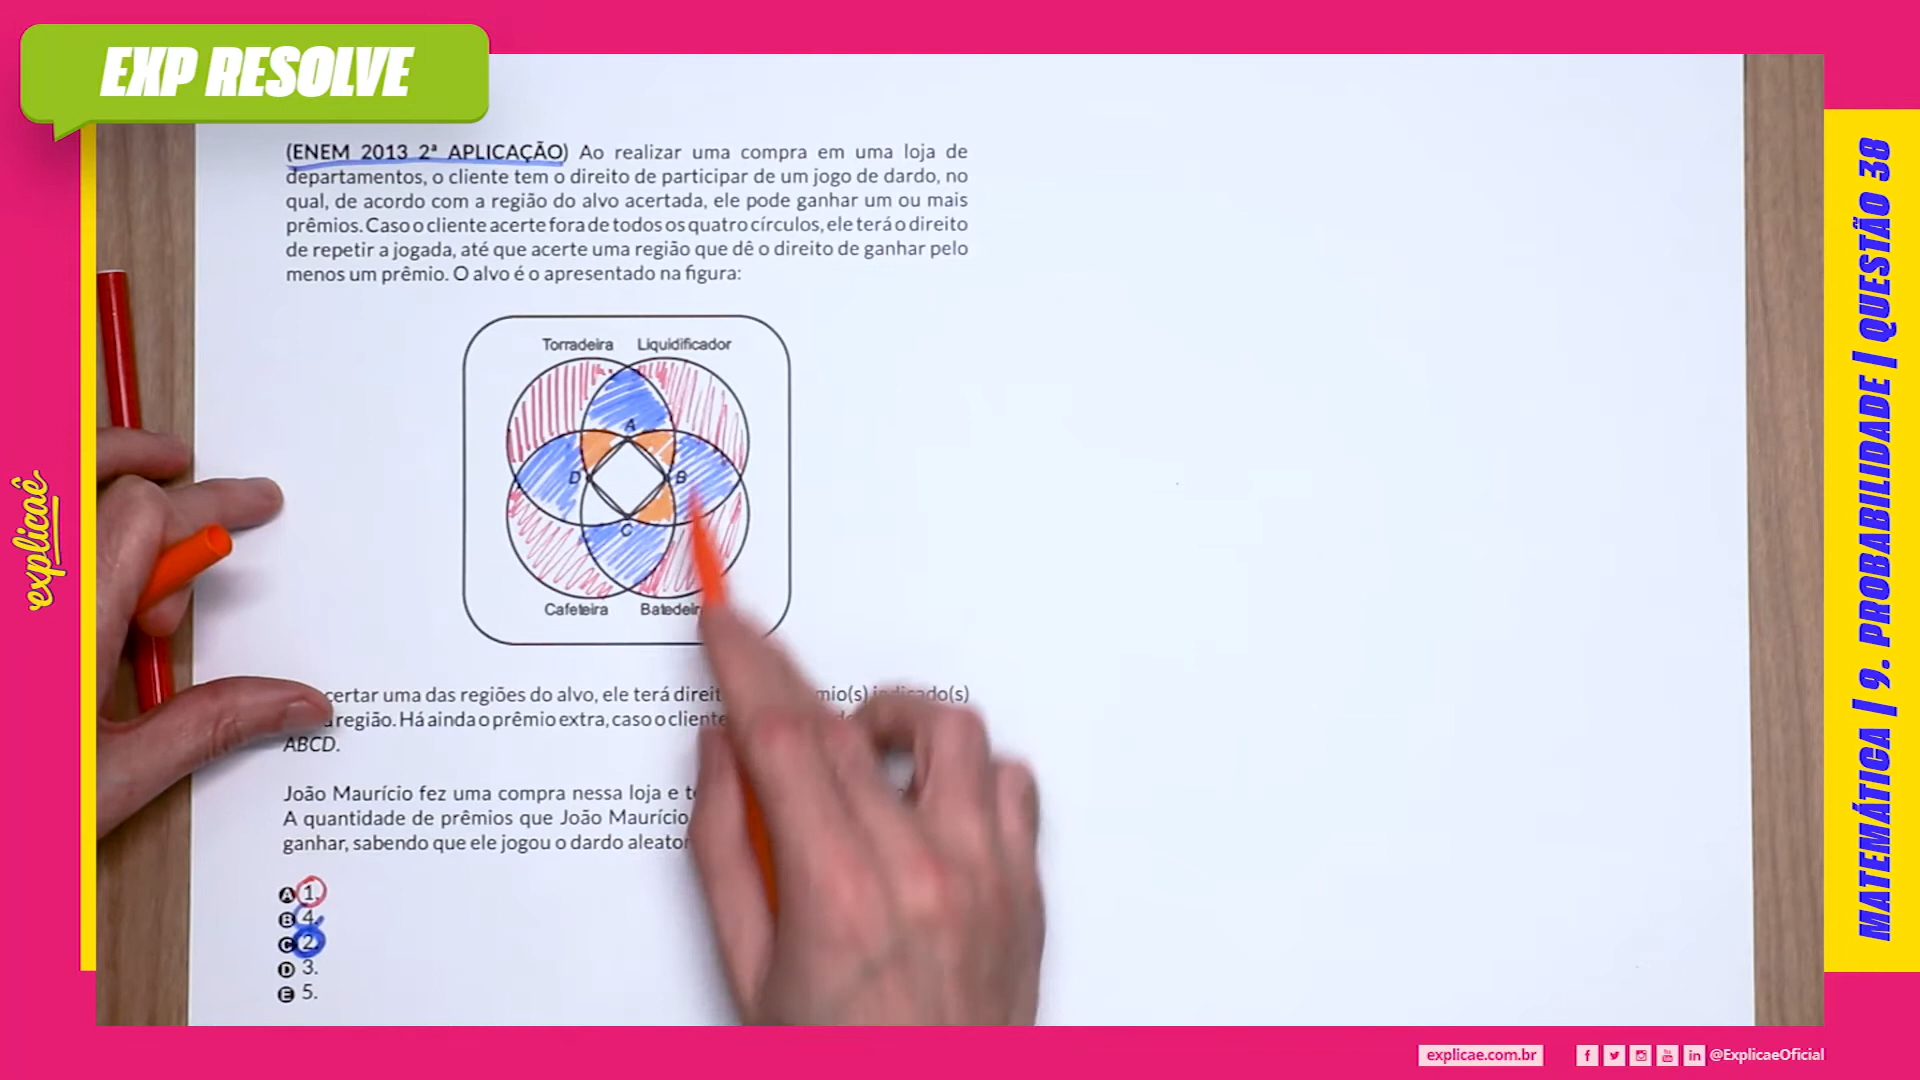 EXP RESOLVE
(ENEM 2013 2ª APLICAÇÃO) Ao realizar uma compra em uma loja de
departamentos, o cliente tem o direito de participar de um jogo de dardo, no
qual, de acordo com a região do alvo acertada, ele pode ganhar um ou mais
prêmios. Caso o cliente acerte fora de todos os quatro círculos, ele terá o direito
de repetir a jogada, até que acerte uma região que dê o direito de ganhar pelo
menos um prêmio. O alvo é o apresentado na figura:
Torradeira Liquidificador
A
D B
C
Cafeteira
certar uma das regiões do alvo, ele terá mio(s) indicado(s)
região. Há ainda o prêmio extra, caso o cliente
ABCD.
João Maurício fez uma compra nessa loja e
A quantidade de prêmios que João Maurício
ganhar, sabendo que ele jogou o dardo
A 1.
B 4.
C 2.
D 3.
E 5.
explicaê
MATEMÁTICA | 9. PROBABILIDADE | QUESTÃO 38
explicae.com.br
@ExplicaeOficial